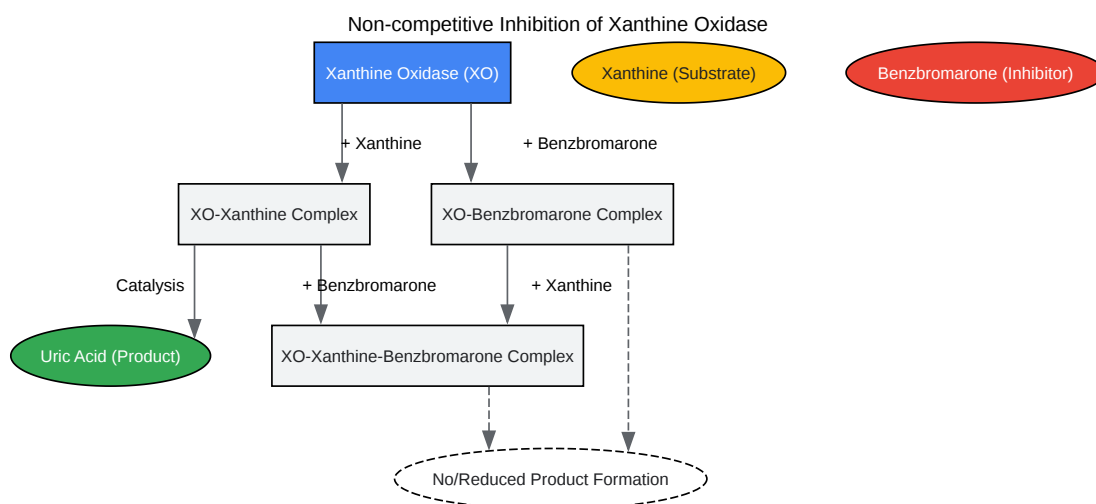 Non-competitive Inhibition of Xanthine Oxidase
Xanthine Oxidase (XO)
Xanthine (Substrate)
Benzbromarone (Inhibitor)
+ Xanthine
+ Benzbromarone
XO-Xanthine Complex
XO-Benzbromarone Complex
Catalysis
+ Benzbromarone
+ Xanthine
Uric Acid (Product)
XO-Xanthine-Benzbromarone Complex
No/Reduced Product Formation